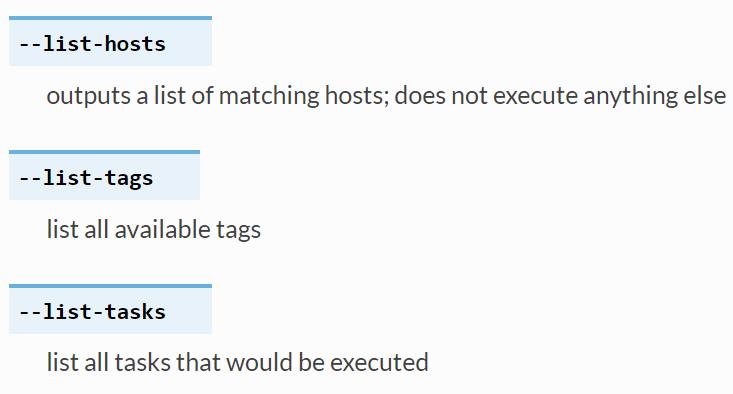 --list-hosts
outputs a list of matching hosts; does not execute anything else
--list-tags
list all available tags
--list-tasks
list all tasks that would be executed